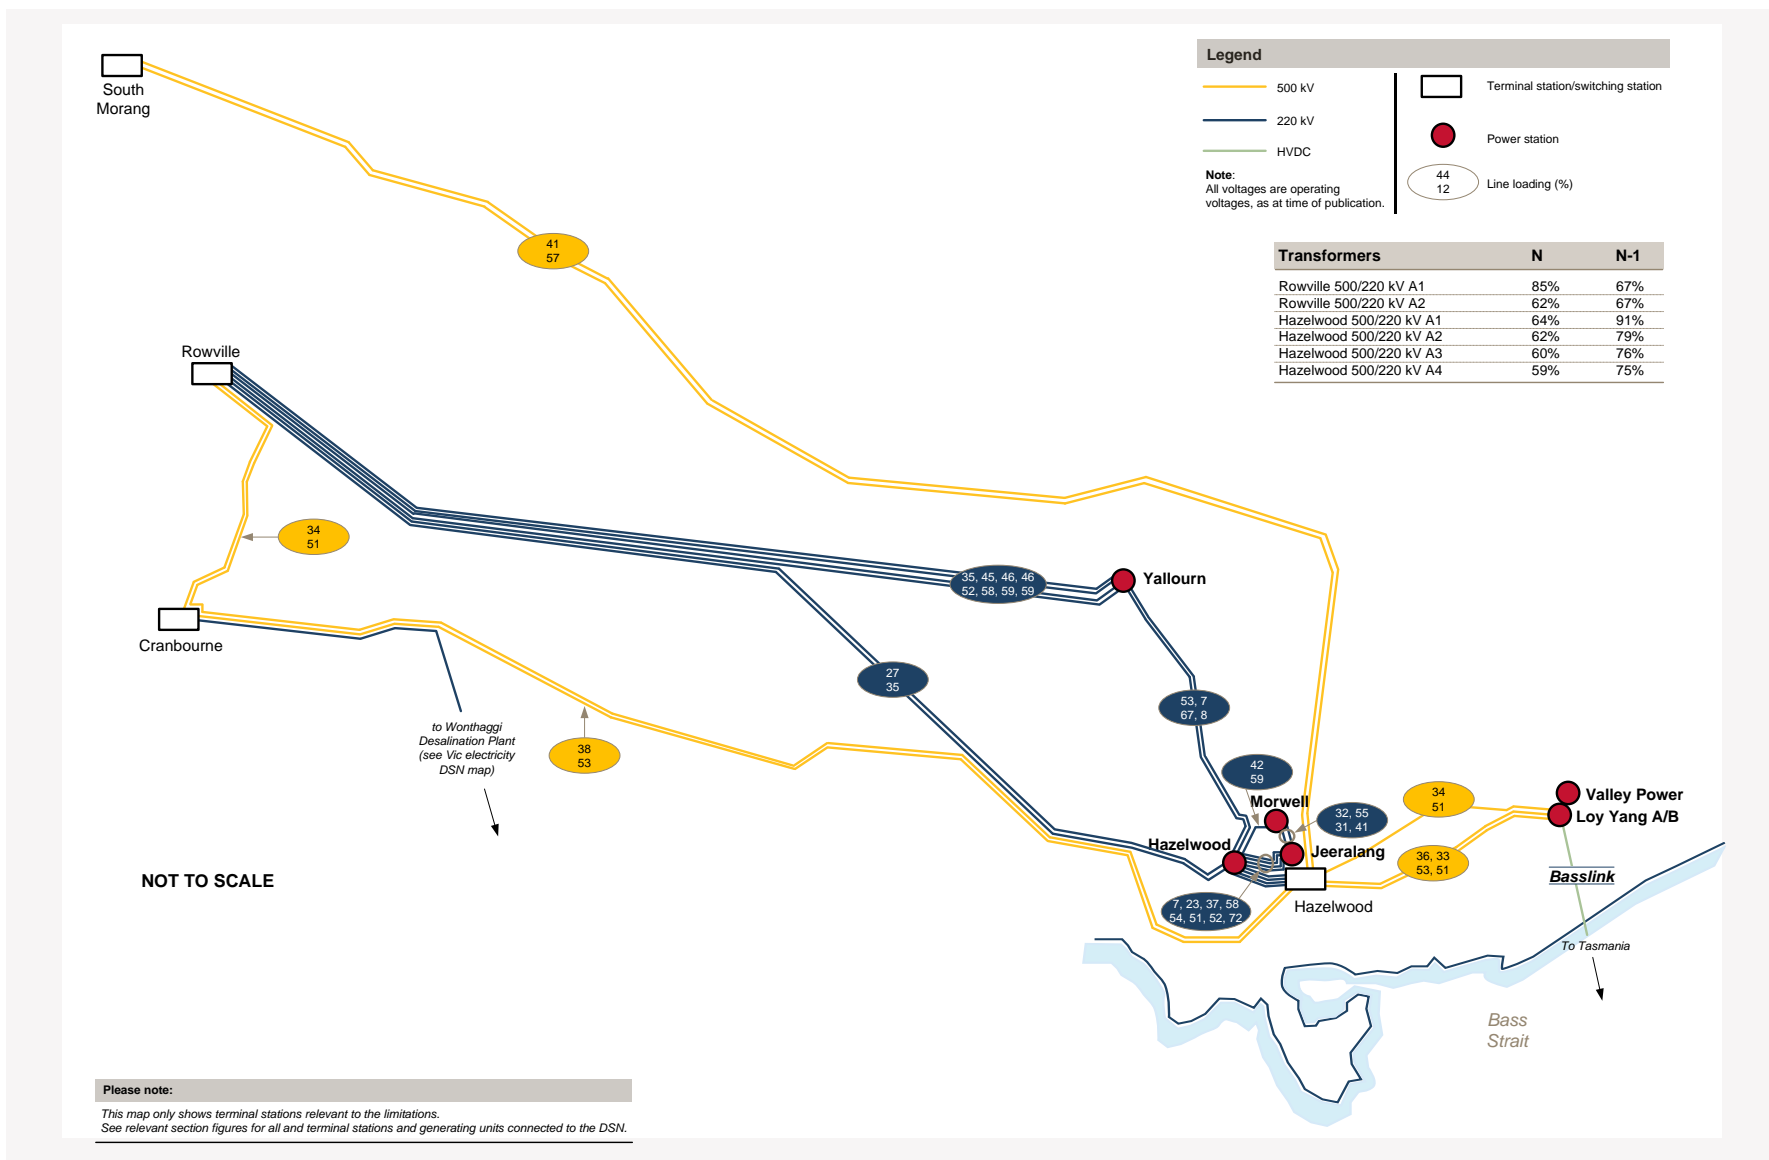 South
Morang
Legend
500 kV
220 kV
HVDC
Note:
All voltages are operating
voltages, as at time of publication.
Terminal station/switching station
Power station
44
12
Line loading (%)
Transformers N N-1
Rowville 500/220 kV A1 85% 67%
Rowville 500/220 kV A2 62% 67%
Hazelwood 500/220 kV A1 64% 91%
Hazelwood 500/220 kV A2 62% 79%
Hazelwood 500/220 kV A3 60% 76%
Hazelwood 500/220 kV A4 59% 75%
41
57
Rowville
34
51
Cranbourne
35, 45, 46, 46
52, 58, 59, 59
Yallourn
27
35
53, 7
67, 8
to Wonthaggi
Desalination Plant
(see Vic electricity
DSN map)
38
53
42
59
Morwell
32, 55
31, 41
Hazelwood
Jeeralang
34
51
Valley Power
Loy Yang A/B
36, 33
53, 51
Basslink
7, 23, 37, 58
54, 51, 52, 72
Hazelwood
To Tasmania
Bass
Strait
NOT TO SCALE
Please note:
This map only shows terminal stations relevant to the limitations.
See relevant section figures for all and terminal stations and generating units connected to the DSN.